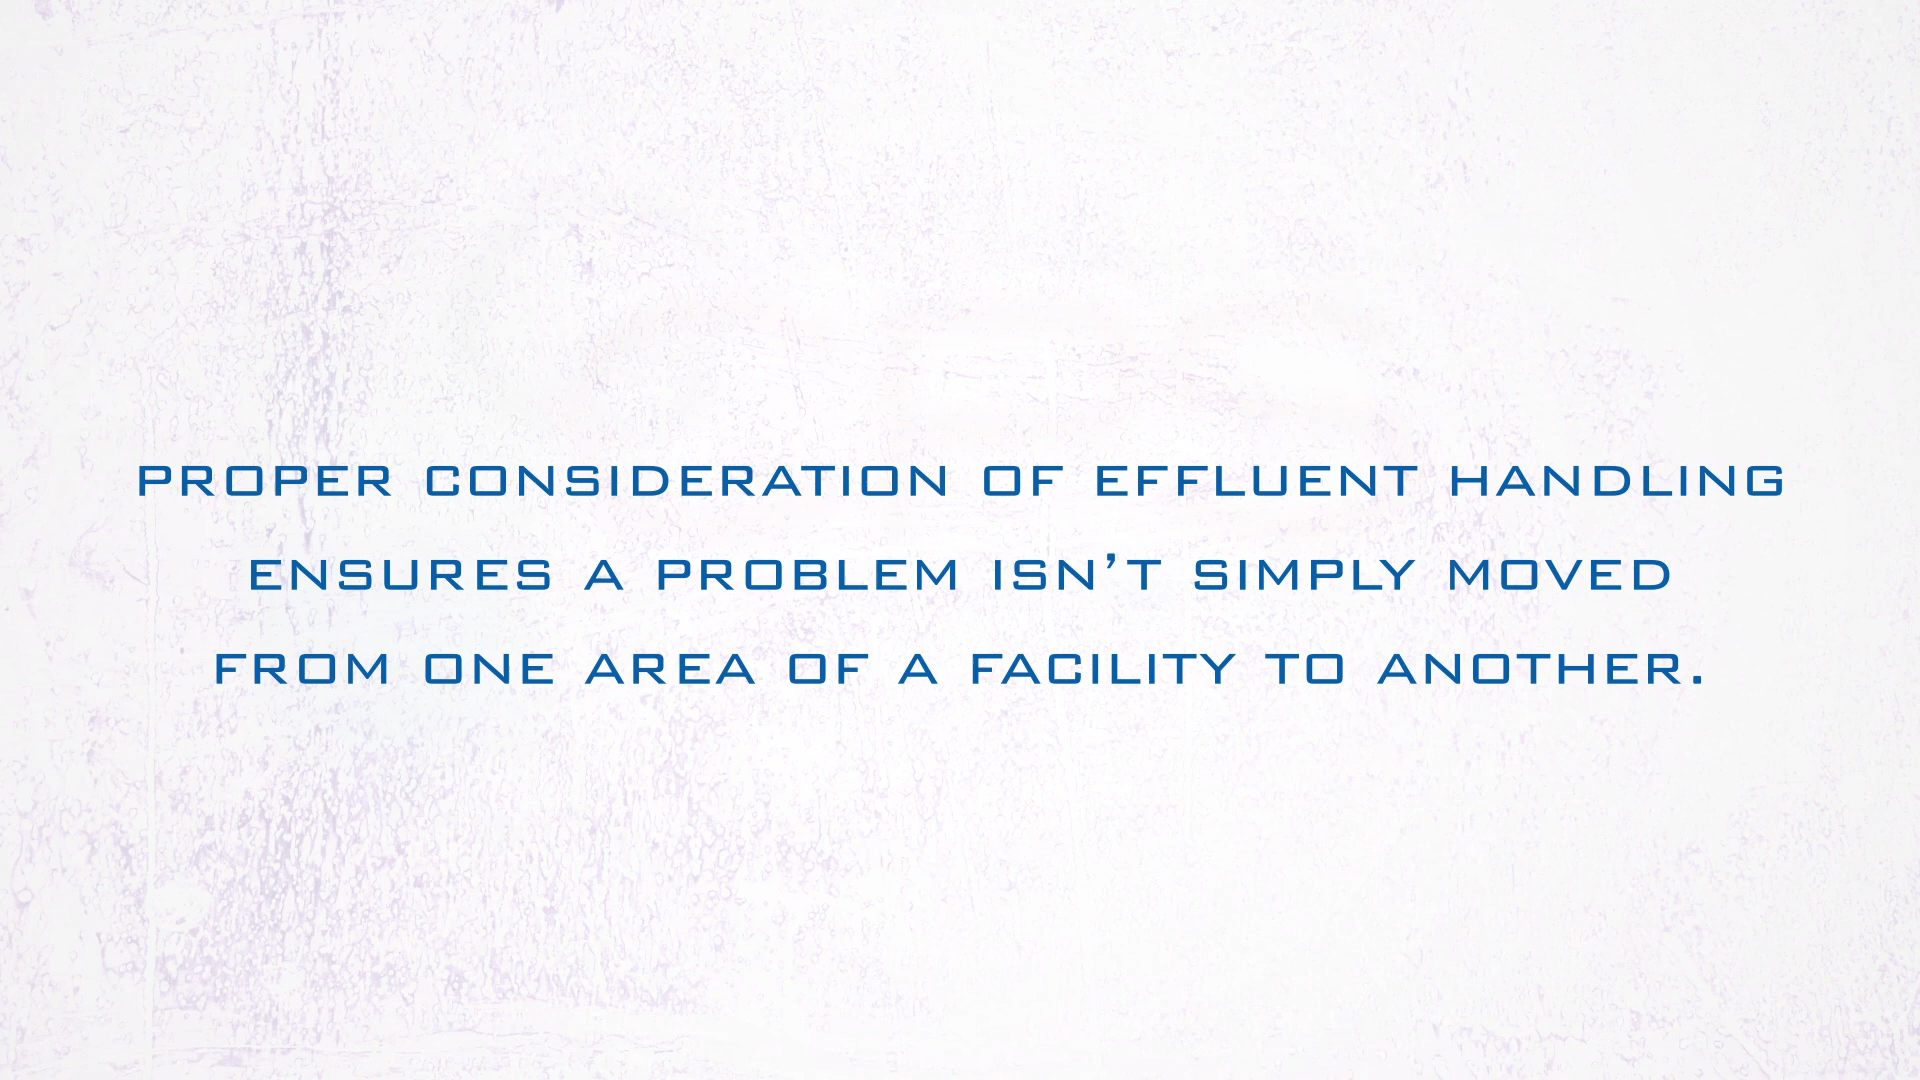 PROPER CONSIDERATION OF EFFLUENT HANDLING
ENSURES A PROBLEM ISN’T SIMPLY MOVED
FROM ONE AREA OF A FACILITY TO ANOTHER.